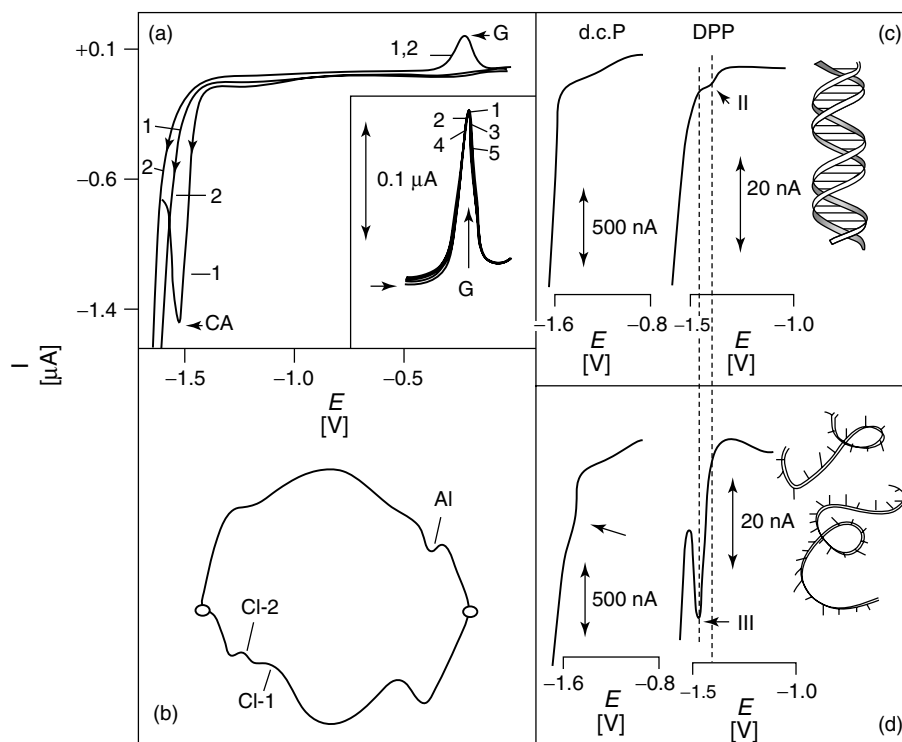 (a)
+0.1
−0.6
−1.4
I
[μA]
1,2
G
1
2
2
1
CA
1
2
3
4
5
0.1 μA
G
−1.5
−1.0
−0.5
E
[V]
(b)
AI
CI-2
CI-1
d.c.P
DPP
(c)
II
500 nA
20 nA
−1.6
−0.8
−1.5
−1.0
E
[V]
E
[V]
20 nA
500 nA
III
−1.6
−0.8
−1.5
−1.0
E
[V]
E
[V]
(d)